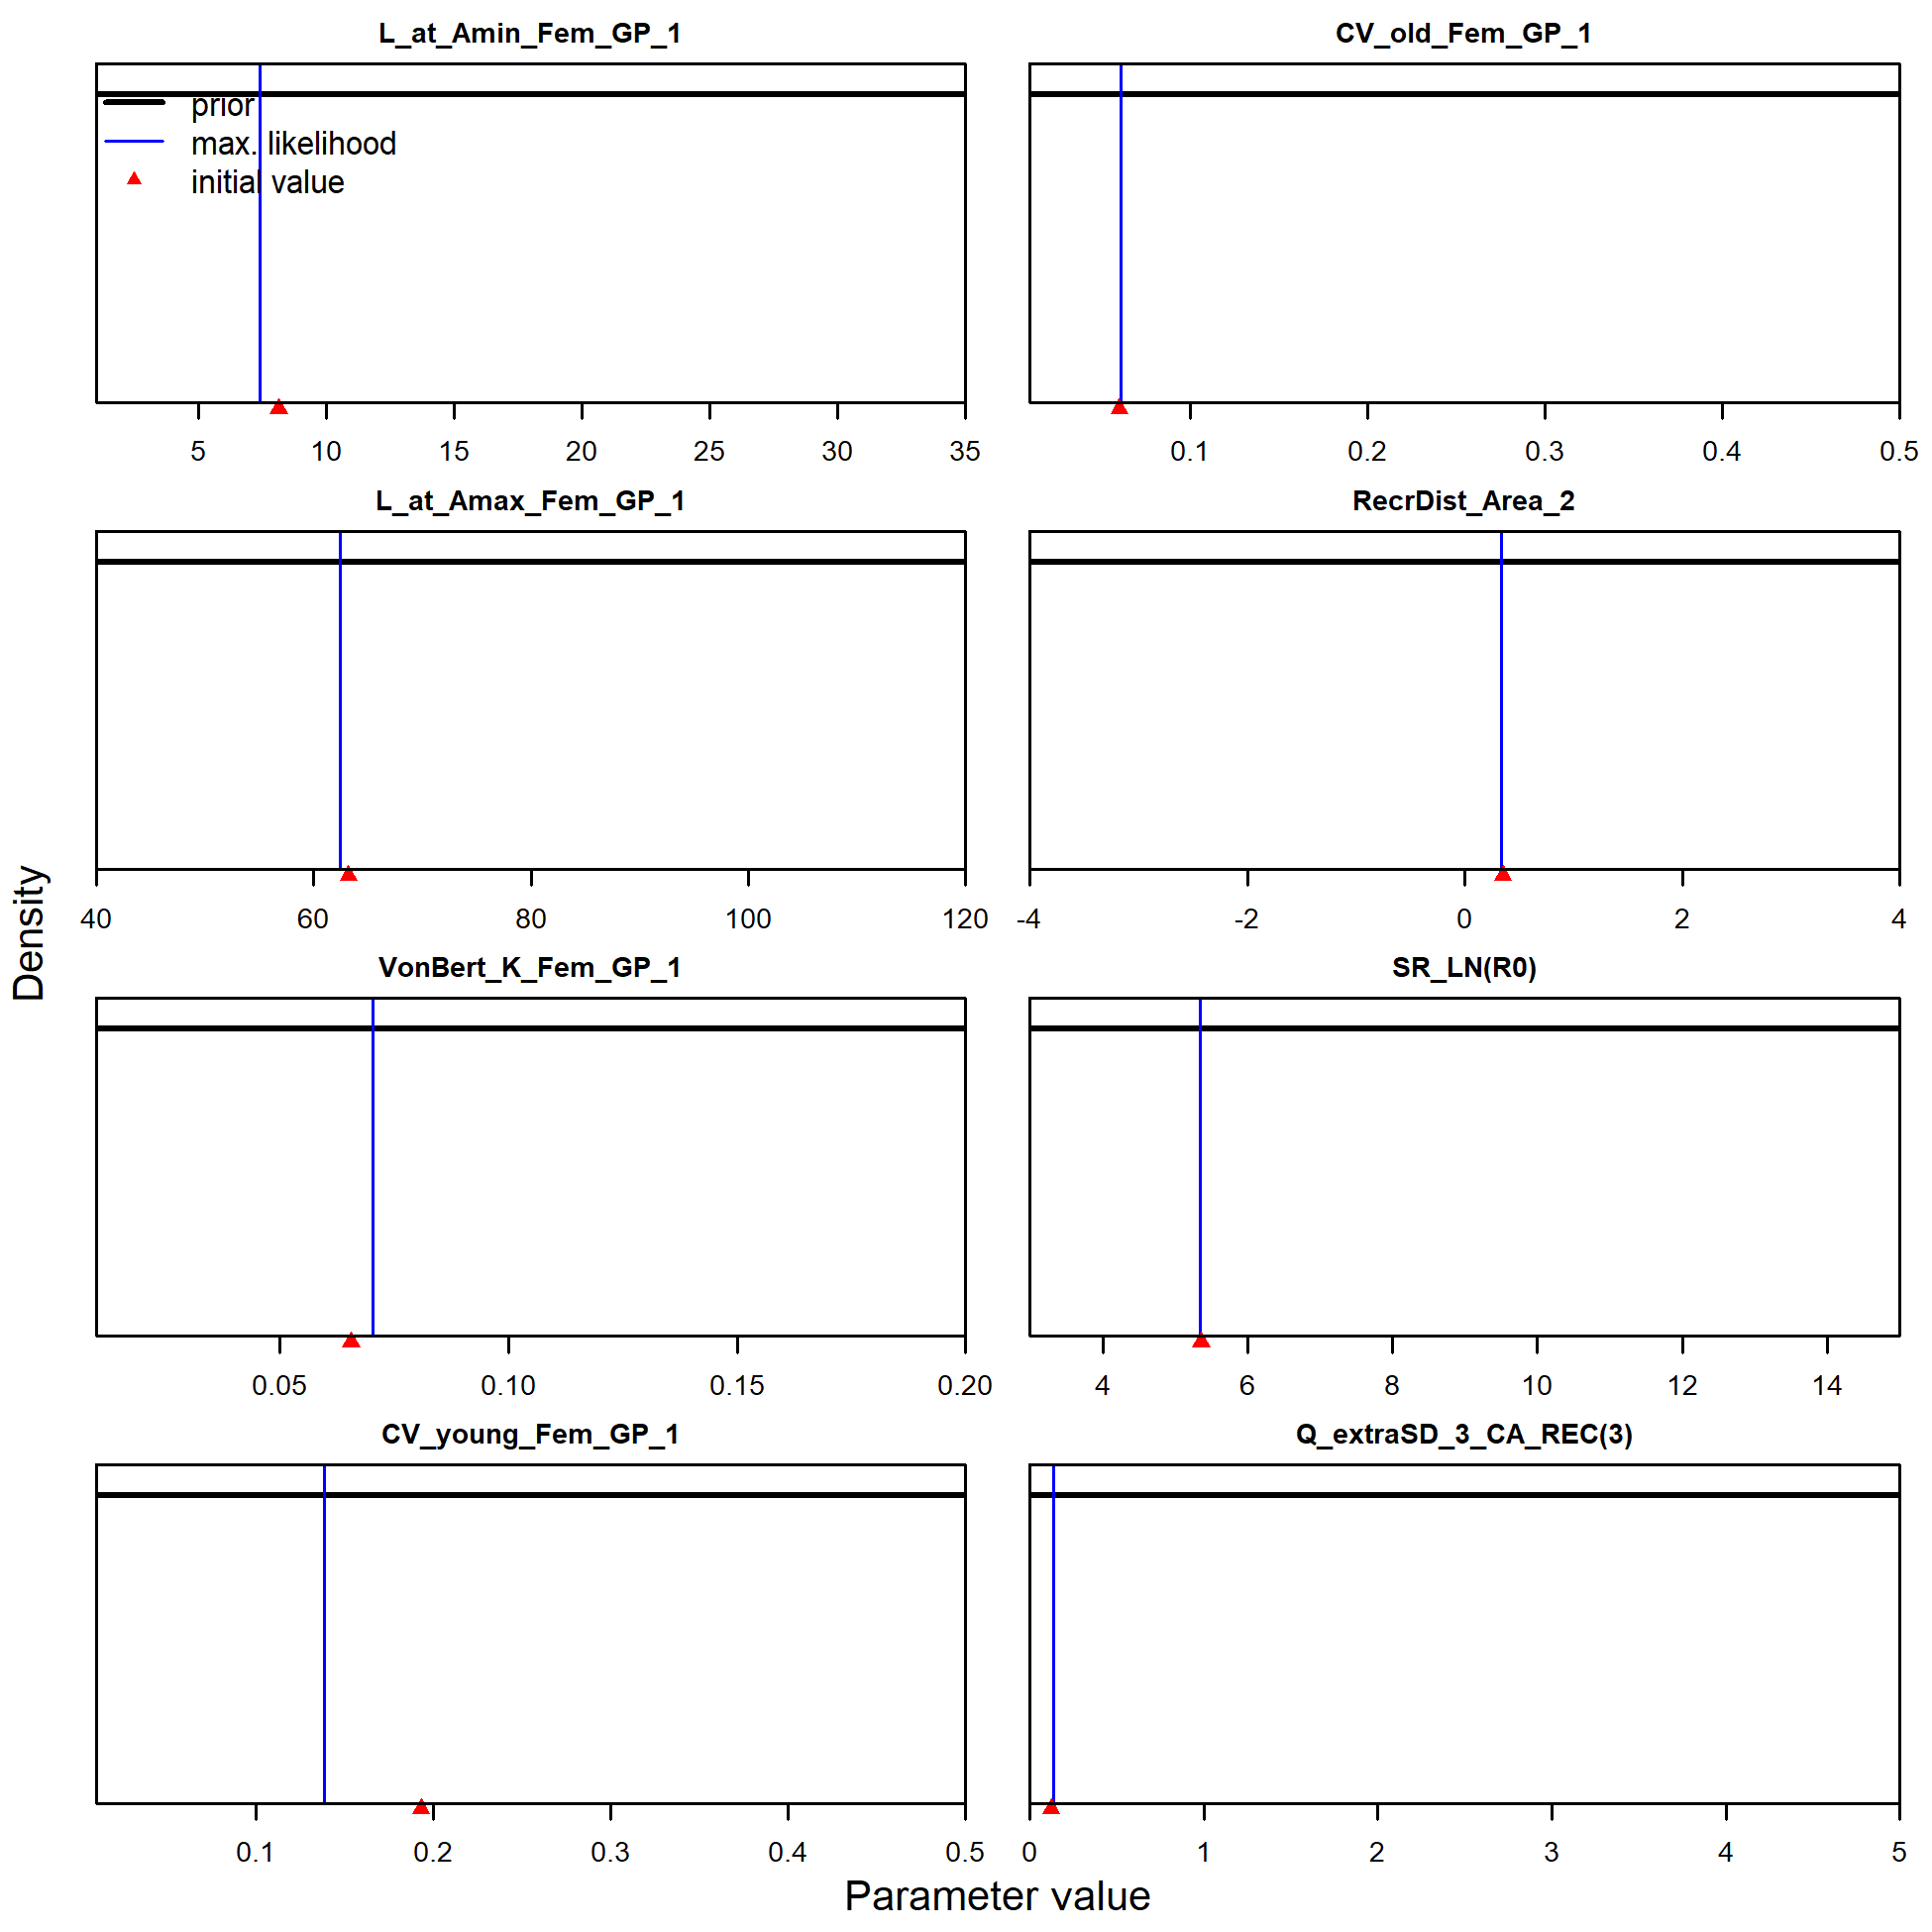 L_at_Amin_Fem_GP_1
prior
max. likelihood
initial value
5 10 15 20 25 30 35
CV_old_Fem_GP_1
0.1 0.2 0.3 0.4 0.5
L_at_Amax_Fem_GP_1
40 60 80 100 120
RecrDist_Area_2
-4 -2 0 2 4
Density
VonBert_K_Fem_GP_1
0.05 0.10 0.15 0.20
SR_LN(R0)
4 6 8 10 12 14
CV_young_Fem_GP_1
0.1 0.2 0.3 0.4 0.5
Q_extraSD_3_CA_REC(3)
0 1 2 3 4 5
Parameter value